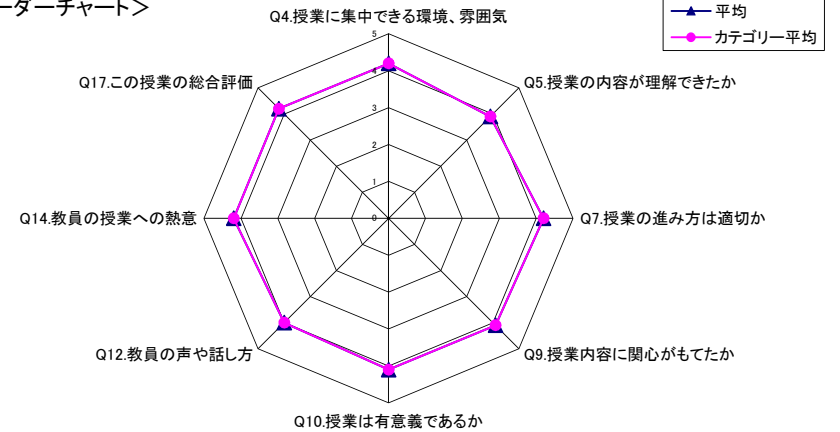 ーダーチャート＞
平均
カテゴリー平均
Q4.授業に集中できる環境、雰囲気
Q5.授業の内容が理解できたか
Q7.授業の進み方は適切か
Q9.授業内容に関心がもてたか
Q10.授業は有意義であるか
Q12.教員の声や話し方
Q14.教員の授業への熱意
Q17.この授業の総合評価
5
4
3
2
1
0